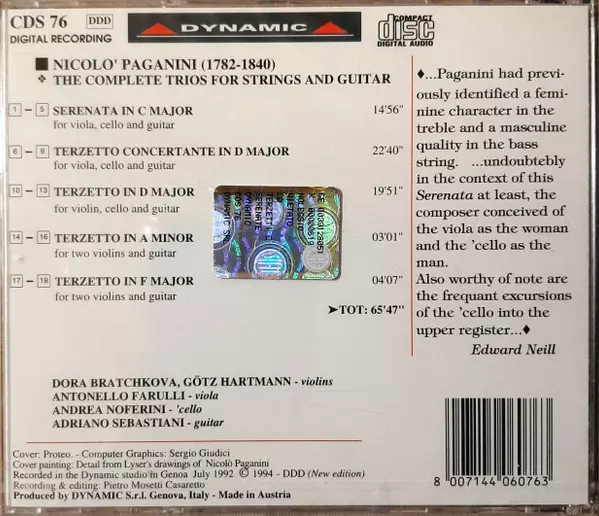 CDS 76 DDD
DIGITAL RECORDING
DYNAMIC
COMPACT
disc
DIGITAL AUDIO
NICOLO' PAGANINI (1782-1840)
❖ THE COMPLETE TRIOS FOR STRINGS AND GUITAR
1 – 5 SERENATA IN C MAJOR 14'56"
for viola, cello and guitar
6 – 9 TERZETTO CONCERTANTE IN D MAJOR 22'40"
for viola, cello and guitar
10 – 13 TERZETTO IN D MAJOR 19'51"
for violin, cello and guitar
14 – 16 TERZETTO IN A MINOR 03'01"
for two violins and guitar
17 – 19 TERZETTO IN F MAJOR 04'07"
for two violins and guitar
➤TOT: 65'47"
♦...Paganini had previ-
ously identified a femi-
nine character in the
treble and a masculine
quality in the bass
string. ...undoubtebly
in the context of this
Serenata at least, the
composer conceived of
the viola as the woman
and the 'cello as the
man.
Also worthy of note are
the frequant excursions
of the 'cello into the
upper register...♦
Edward Neill
DORA BRATCHKOVA, GÖTZ HARTMANN - violins
ANTONELLO FARULLI - viola
ANDREA NOFERINI - 'cello
ADRIANO SEBASTIANI - guitar
Cover: Proteo. - Computer Graphics: Sergio Giudici
Cover painting: Detail from Lyser's drawings of Nicolò Paganini
Recorded in the Dynamic studio in Genoa July 1992 © 1994 - DDD (New edition)
Recording & editing: Pietro Mosetti Casaretto
Produced by DYNAMIC S.r.l. Genova, Italy - Made in Austria
8 007144 060763
DYNAMIC SRL
CDS 76
DYNAMIC
SERENATE
TERZETTI
CD